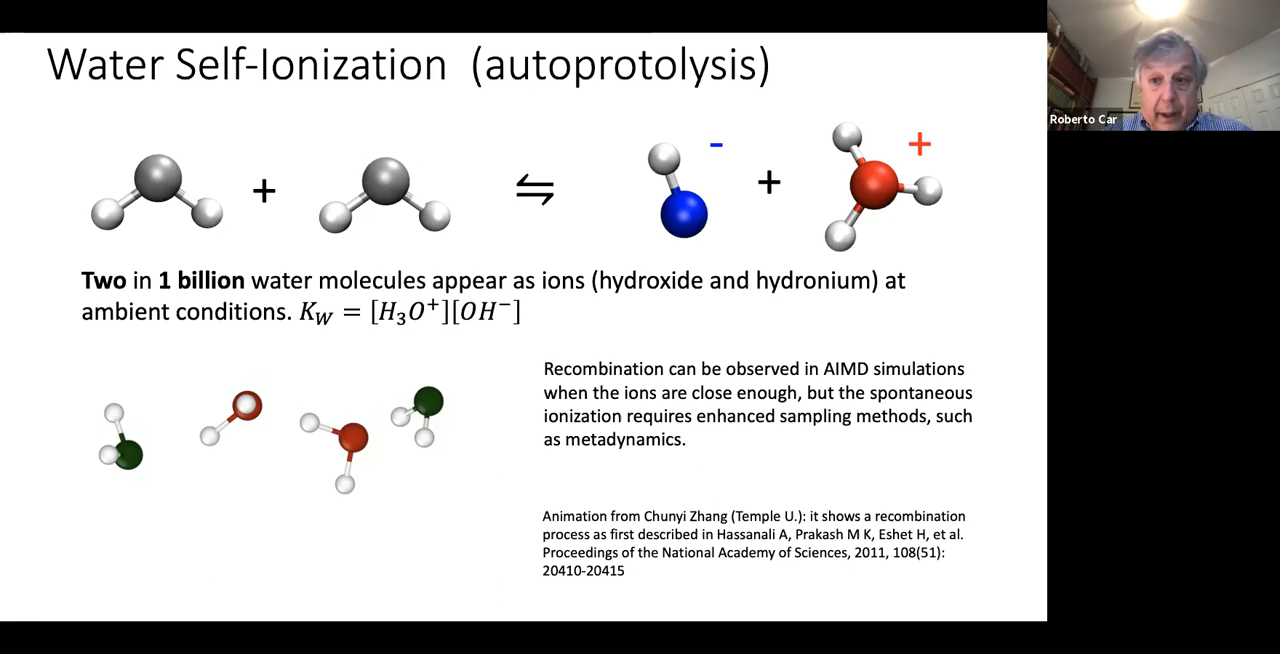 Water Self-Ionization (autoprotolysis)
+ ⇌ - + +
Two in 1 billion water molecules appear as ions (hydroxide and hydronium) at
ambient conditions. K_W = [H₃O⁺][OH⁻]
Recombination can be observed in AIMD simulations
when the ions are close enough, but the spontaneous
ionization requires enhanced sampling methods, such
as metadynamics.
Animation from Chunyi Zhang (Temple U.): it shows a recombination
process as first described in Hassanali A, Prakash M K, Eshet H, et al.
Proceedings of the National Academy of Sciences, 2011, 108(51):
20410-20415
Roberto Car